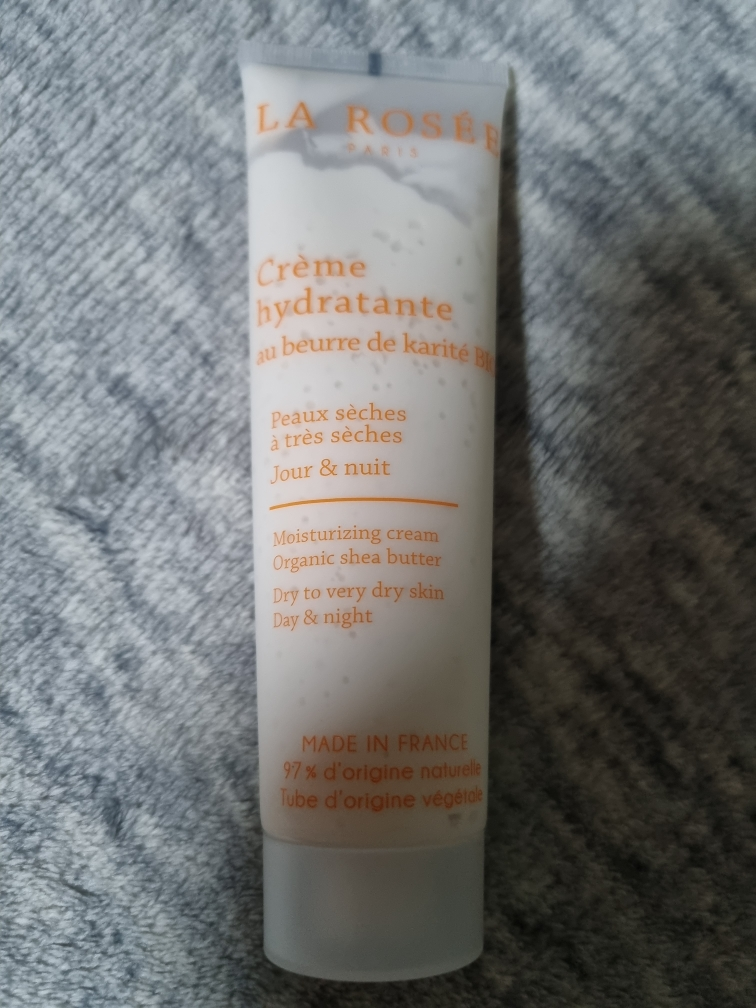 LA ROSÉE
PARIS
Crème
hydratante
au beurre de karité BIO
Peaux sèches
à très sèches
Jour & nuit
Moisturizing cream
Organic shea butter
Dry to very dry skin
Day & night
MADE IN FRANCE
97% d'origine naturelle
Tube d'origine végétale